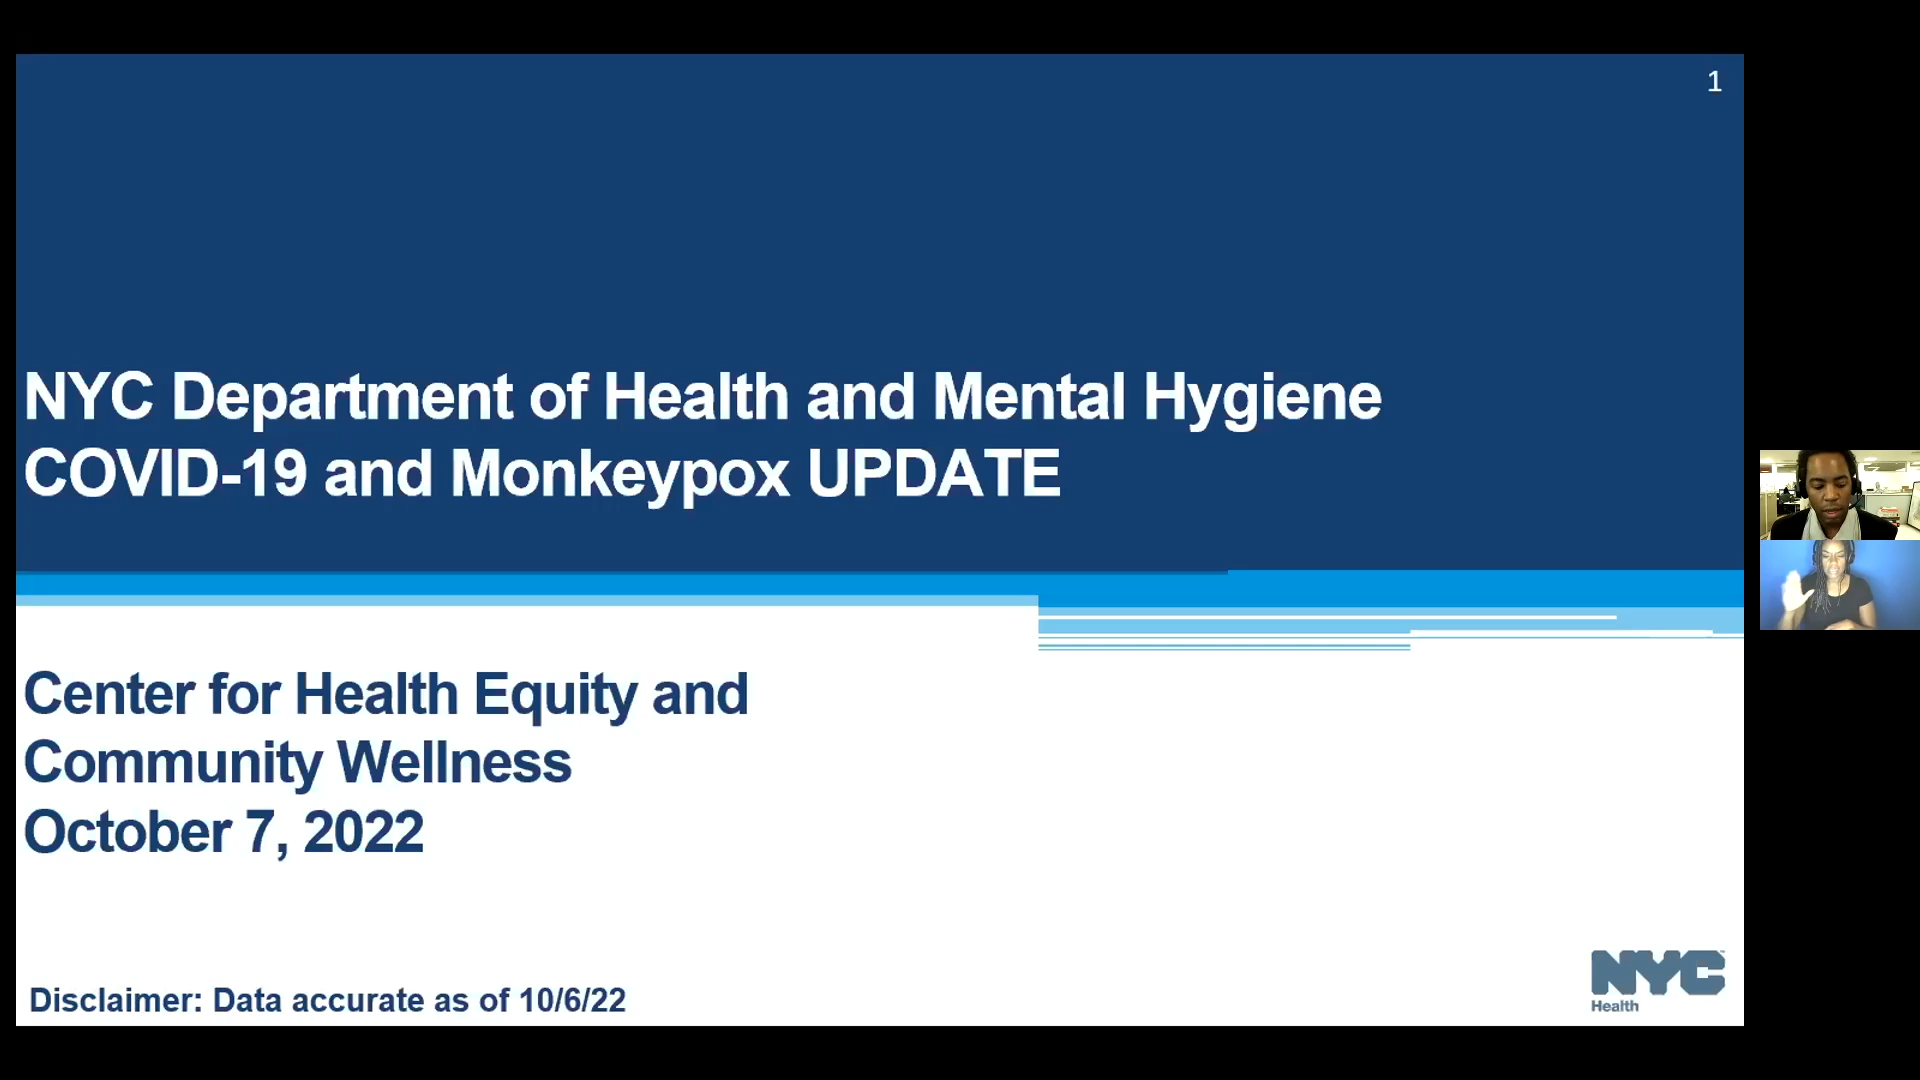 1
NYC Department of Health and Mental Hygiene
COVID-19 and Monkeypox UPDATE
Center for Health Equity and
Community Wellness
October 7, 2022
Disclaimer: Data accurate as of 10/6/22
NYC
Health